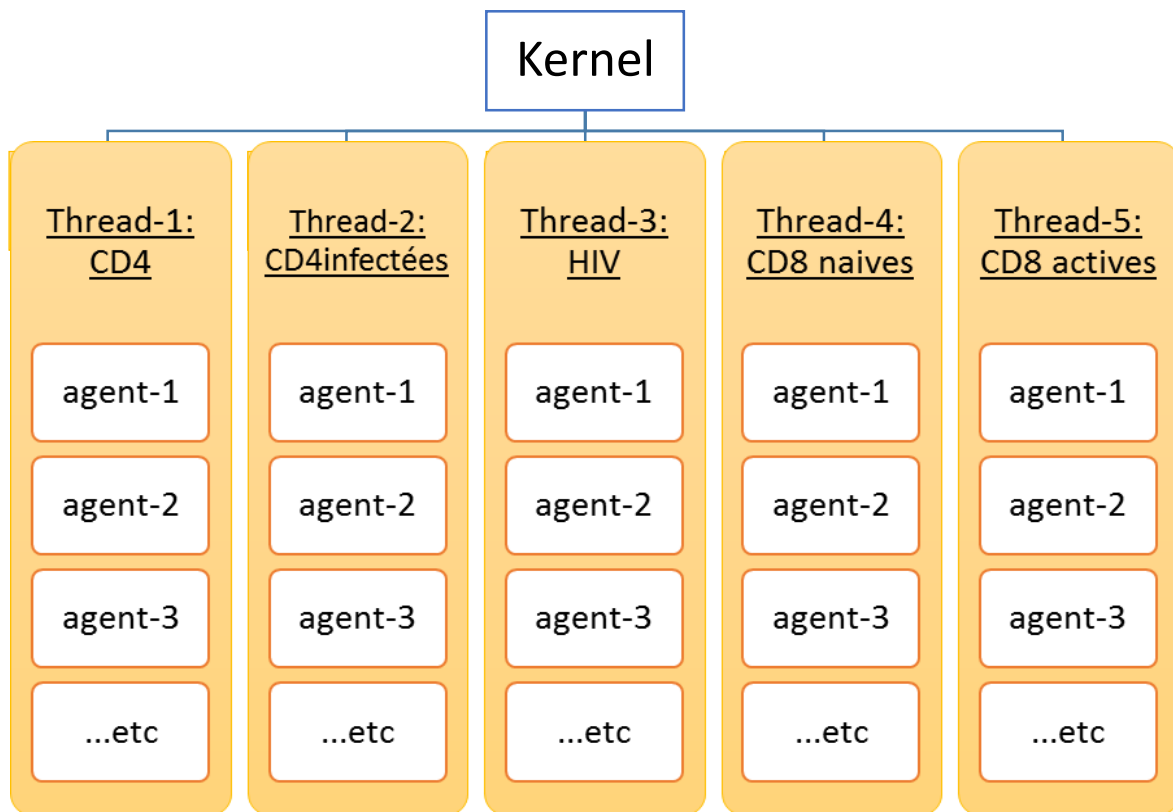 Kernel
Thread-1:
CD4
agent-1
agent-2
agent-3
...etc
Thread-2:
CD4infectées
agent-1
agent-2
agent-3
...etc
Thread-3:
HIV
agent-1
agent-2
agent-3
...etc
Thread-4:
CD8 naives
agent-1
agent-2
agent-3
...etc
Thread-5:
CD8 actives
agent-1
agent-2
agent-3
...etc